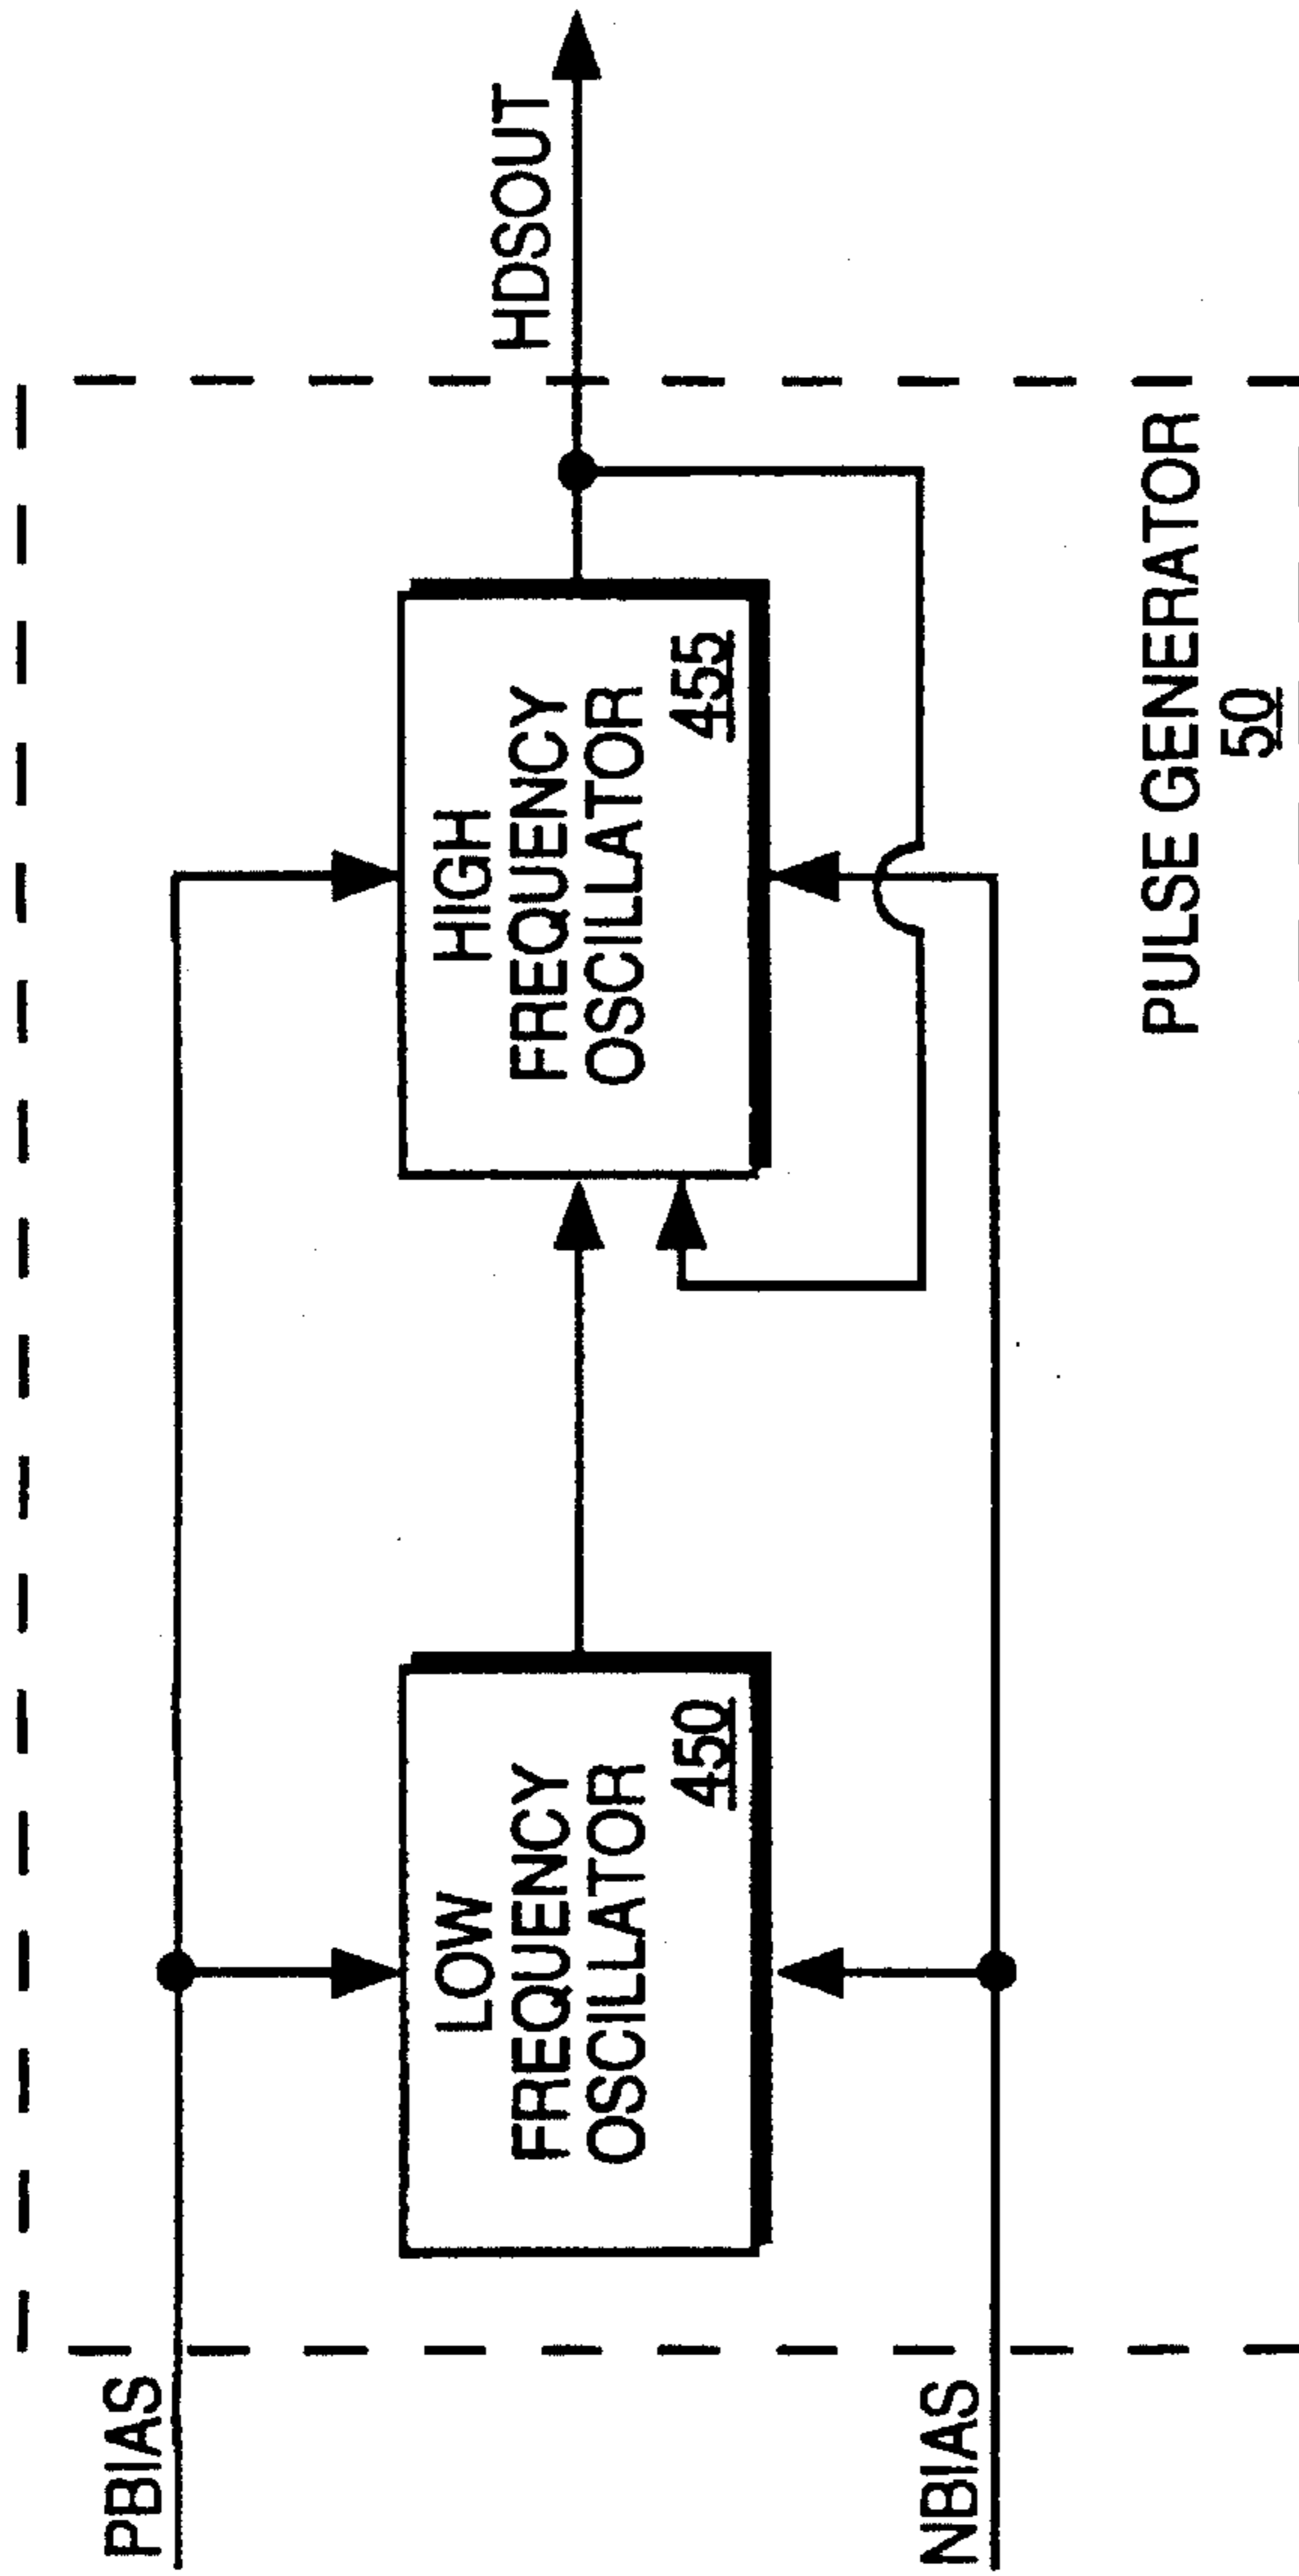 PBIAS
NBIAS
LOW
FREQUENCY
OSCILLATOR
450
HIGH
FREQUENCY
OSCILLATOR
455
HDSOUT
PULSE GENERATOR
50